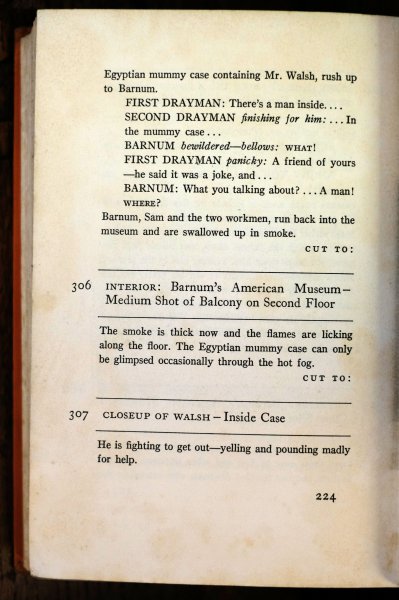 Egyptian mummy case containing Mr. Walsh, rush up
to Barnum.
FIRST DRAYMAN: There's a man inside....
SECOND DRAYMAN finishing for him: ...In
the mummy case...
BARNUM bewildered—bellows: WHAT!
FIRST DRAYMAN panicky: A friend of yours
—he said it was a joke, and...
BARNUM: What you talking about?...A man!
WHERE?
Barnum, Sam and the two workmen, run back into the
museum and are swallowed up in smoke.
CUT TO:
306 INTERIOR: Barnum's American Museum—
Medium Shot of Balcony on Second Floor
The smoke is thick now and the flames are licking
along the floor. The Egyptian mummy case can only
be glimpsed occasionally through the hot fog.
CUT TO:
307 CLOSEUP OF WALSH—Inside Case
He is fighting to get out—yelling and pounding madly
for help.
224